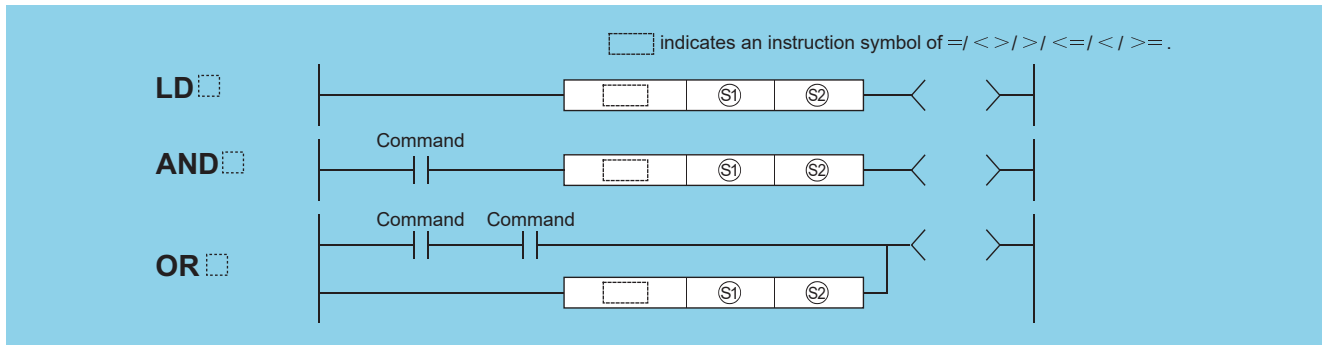 indicates an instruction symbol of =/ < >/ >/ <=/ </ >= .
LD S1 S2
Command
AND S1 S2
Command Command
OR
S1 S2